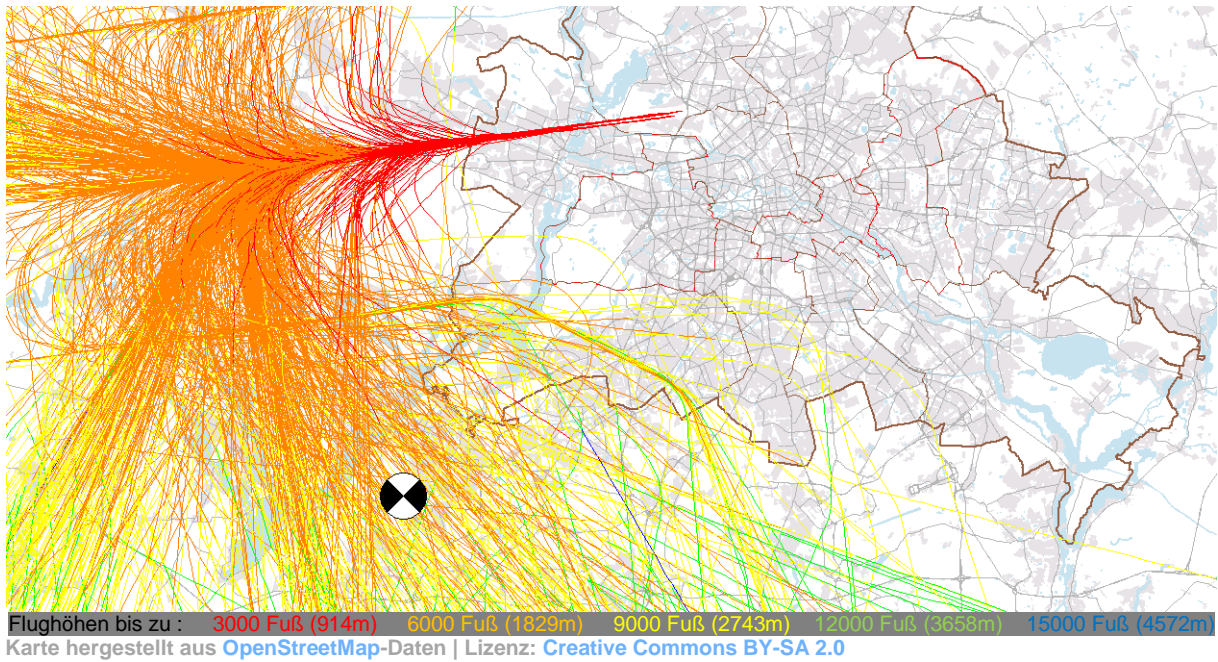 Flughöhen bis zu : 3000 Fuß (914m) 6000 Fuß (1829m) 9000 Fuß (2743m) 12000 Fuß (3658m) 15000 Fuß (4572m)
Karte hergestellt aus OpenStreetMap-Daten | Lizenz: Creative Commons BY-SA 2.0